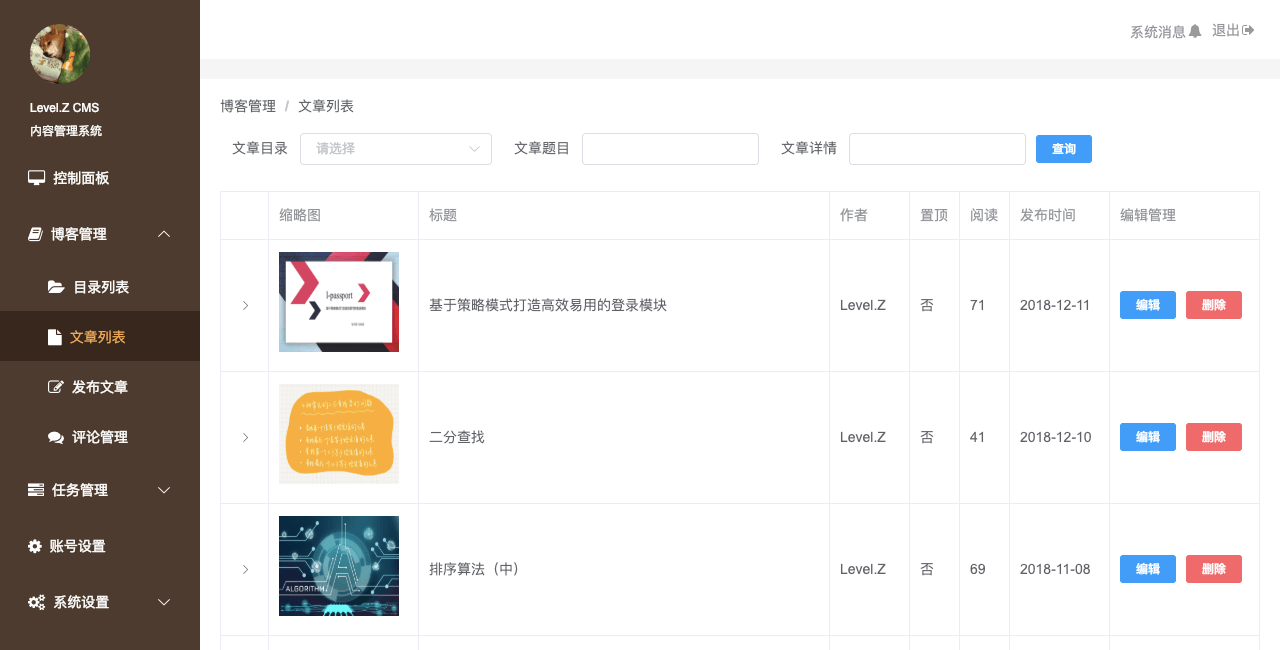 系统消息 退出
Level.Z CMS
内容管理系统
控制面板
博客管理
目录列表
文章列表
发布文章
评论管理
任务管理
账号设置
系统设置
博客管理 / 文章列表
文章目录 请选择 文章题目 文章详情 查询
缩略图 标题 作者 置顶 阅读 发布时间 编辑管理
I-passport
基于策略模式打造高效易用的登录模块 Level.Z 否 71 2018-12-11 编辑 删除
二分查找 Level.Z 否 41 2018-12-10 编辑 删除
ALGORITHM
排序算法（中） Level.Z 否 69 2018-11-08 编辑 删除